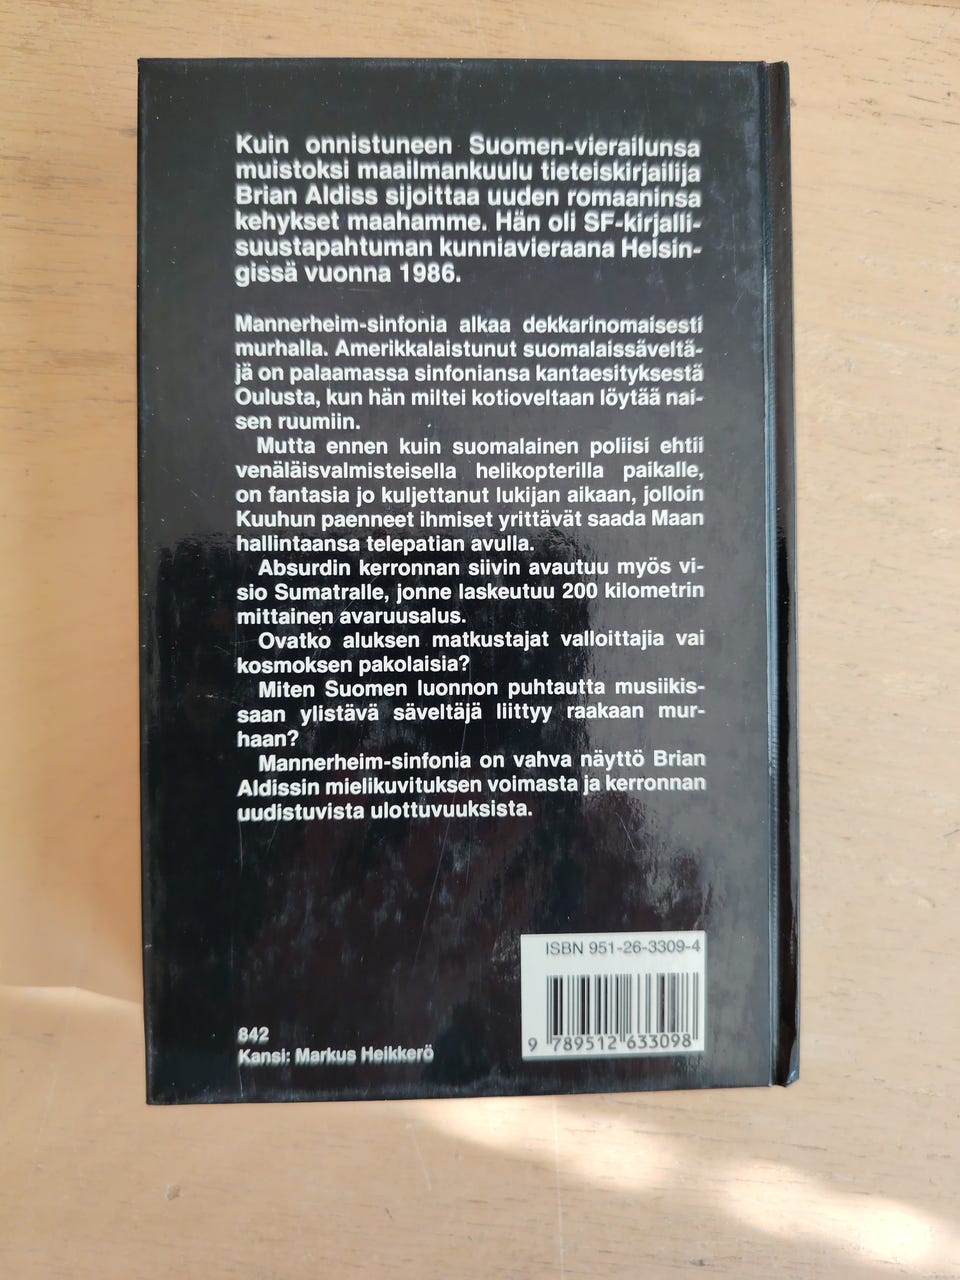 Kuin onnistuneen Suomen-vierailunsa
muistoksi maailmankuulu tieteiskirjailija
Brian Aldiss sijoittaa uuden romaaninsa
kehykset maahamme. Hän oli SF-kirjalli-
suustapahtuman kunniavieraana Helsin-
gissä vuonna 1986.
Mannerheim-sinfonia alkaa dekkarinomaisesti
murhalla. Amerikkalaistunut suomalaissäveltä-
jä on palaamassa sinfoniansa kantaesityksestä
Oulusta, kun hän miltei kotioveltaan löytää nai-
sen ruumiin.
Mutta ennen kuin suomalainen poliisi ehtii
venäläisvalmisteisella helikopterilla paikalle,
on fantasia jo kuljettanut lukijan aikaan, jolloin
Kuuhun paenneet ihmiset yrittävät saada Maan
hallintaansa telepatian avulla.
Absurdin kerronnan siivin avautuu myös vi-
sio Sumatralle, jonne laskeutuu 200 kilometrin
mittainen avaruusalus.
Ovatko aluksen matkustajat valloittajia vai
kosmoksen pakolaisia?
Miten Suomen luonnon puhtautta musiikis-
saan ylistävä säveltäjä liittyy raakaan mur-
haan?
Mannerheim-sinfonia on vahva näyttö Brian
Aldissin mielikuvituksen voimasta ja kerronnan
uudistuvista ulottuvuuksista.
ISBN 951-26-3309-4
9 789512 633098
842
Kansi: Markus Heikkerö